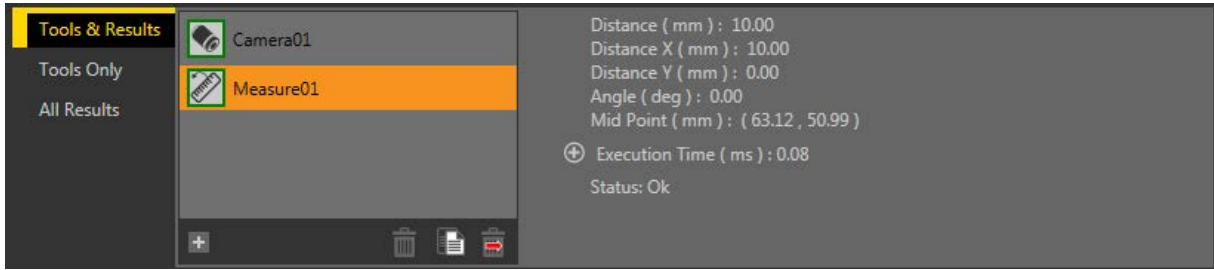 Tools & Results
Tools Only
All Results
Camera01
Measure01
Distance ( mm ) : 10.00
Distance X ( mm ) : 10.00
Distance Y ( mm ) : 0.00
Angle ( deg ) : 0.00
Mid Point ( mm ) : ( 63.12 , 50.99 )
Execution Time ( ms ) : 0.08
Status: Ok